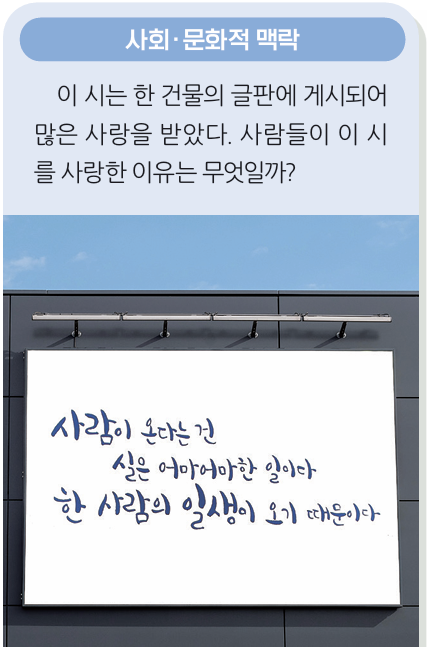 사회·문화적 맥락
이 시는 한 건물의 글판에 게시되어
많은 사랑을 받았다. 사람들이 이 시
를 사랑한 이유는 무엇일까?
사람이 온다는 건
실은 어마어마한 일이다
한 사람의 일생이 오기 때문이다